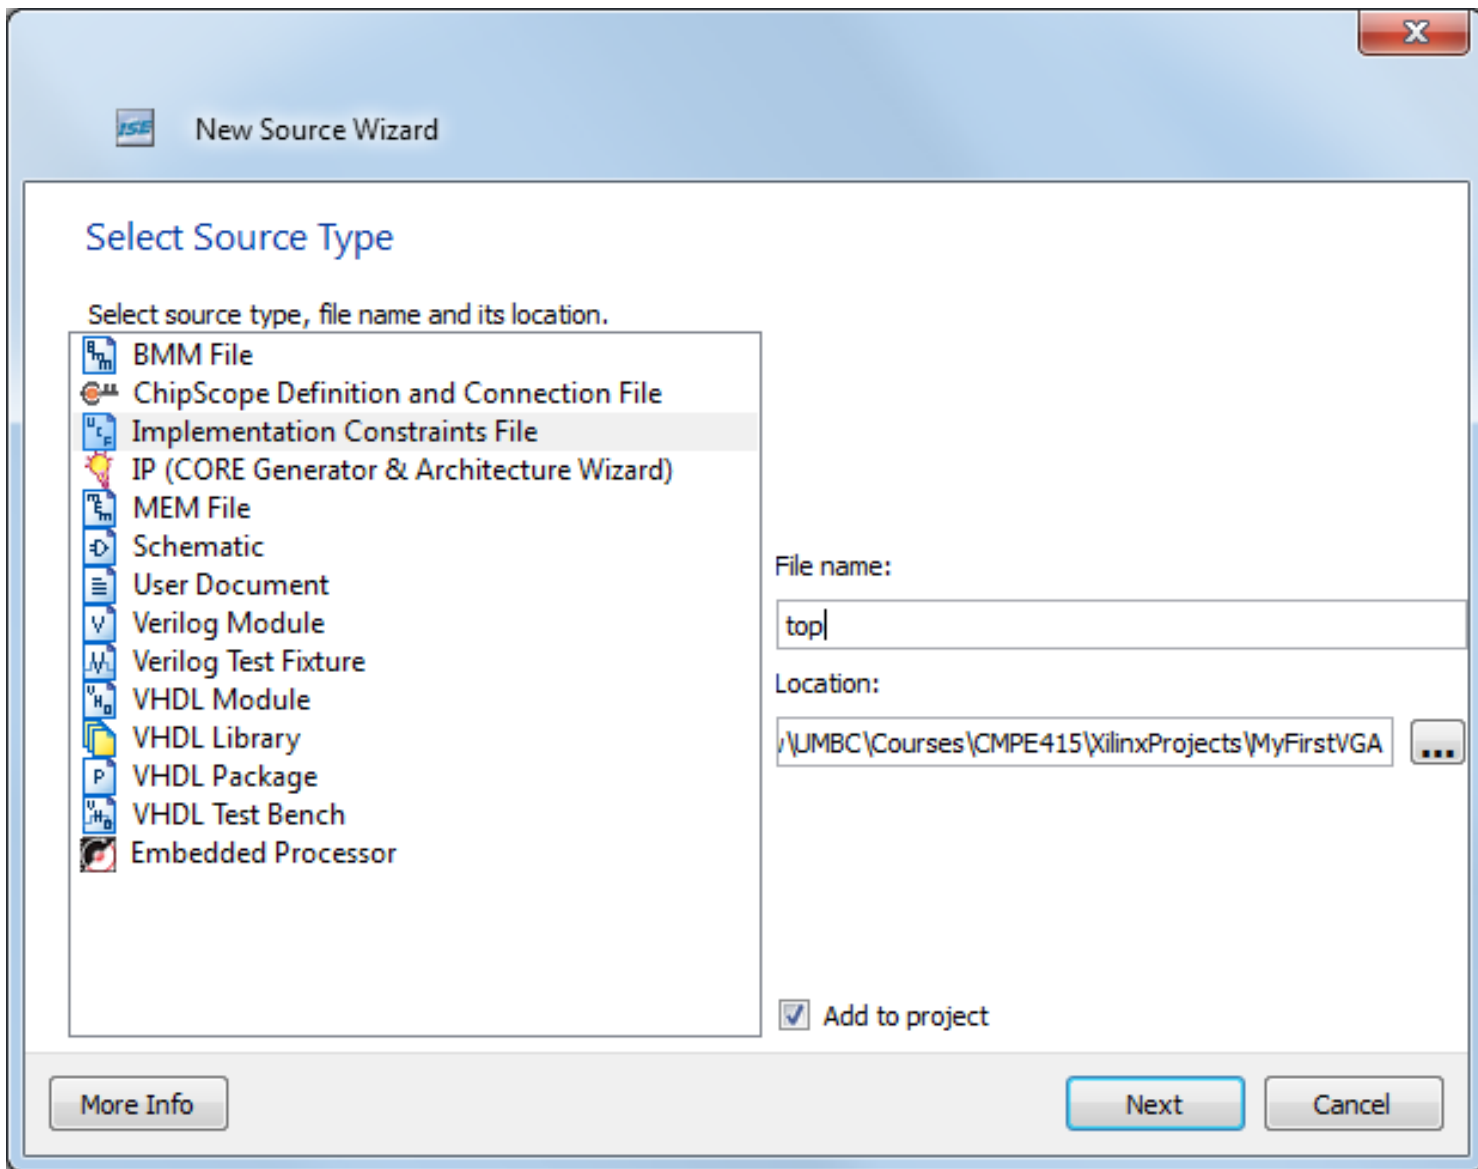 X
ISE New Source Wizard
Select Source Type
Select source type, file name and its location.
BMM File
ChipScope Definition and Connection File
Implementation Constraints File
IP (CORE Generator & Architecture Wizard)
MEM File
Schematic
User Document
Verilog Module
Verilog Test Fixture
VHDL Module
VHDL Library
VHDL Package
VHDL Test Bench
Embedded Processor
File name:
top
Location:
\UMBC\Courses\CMPE415\XilinxProjects\MyFirstVGA ...
Add to project
More Info
Next
Cancel